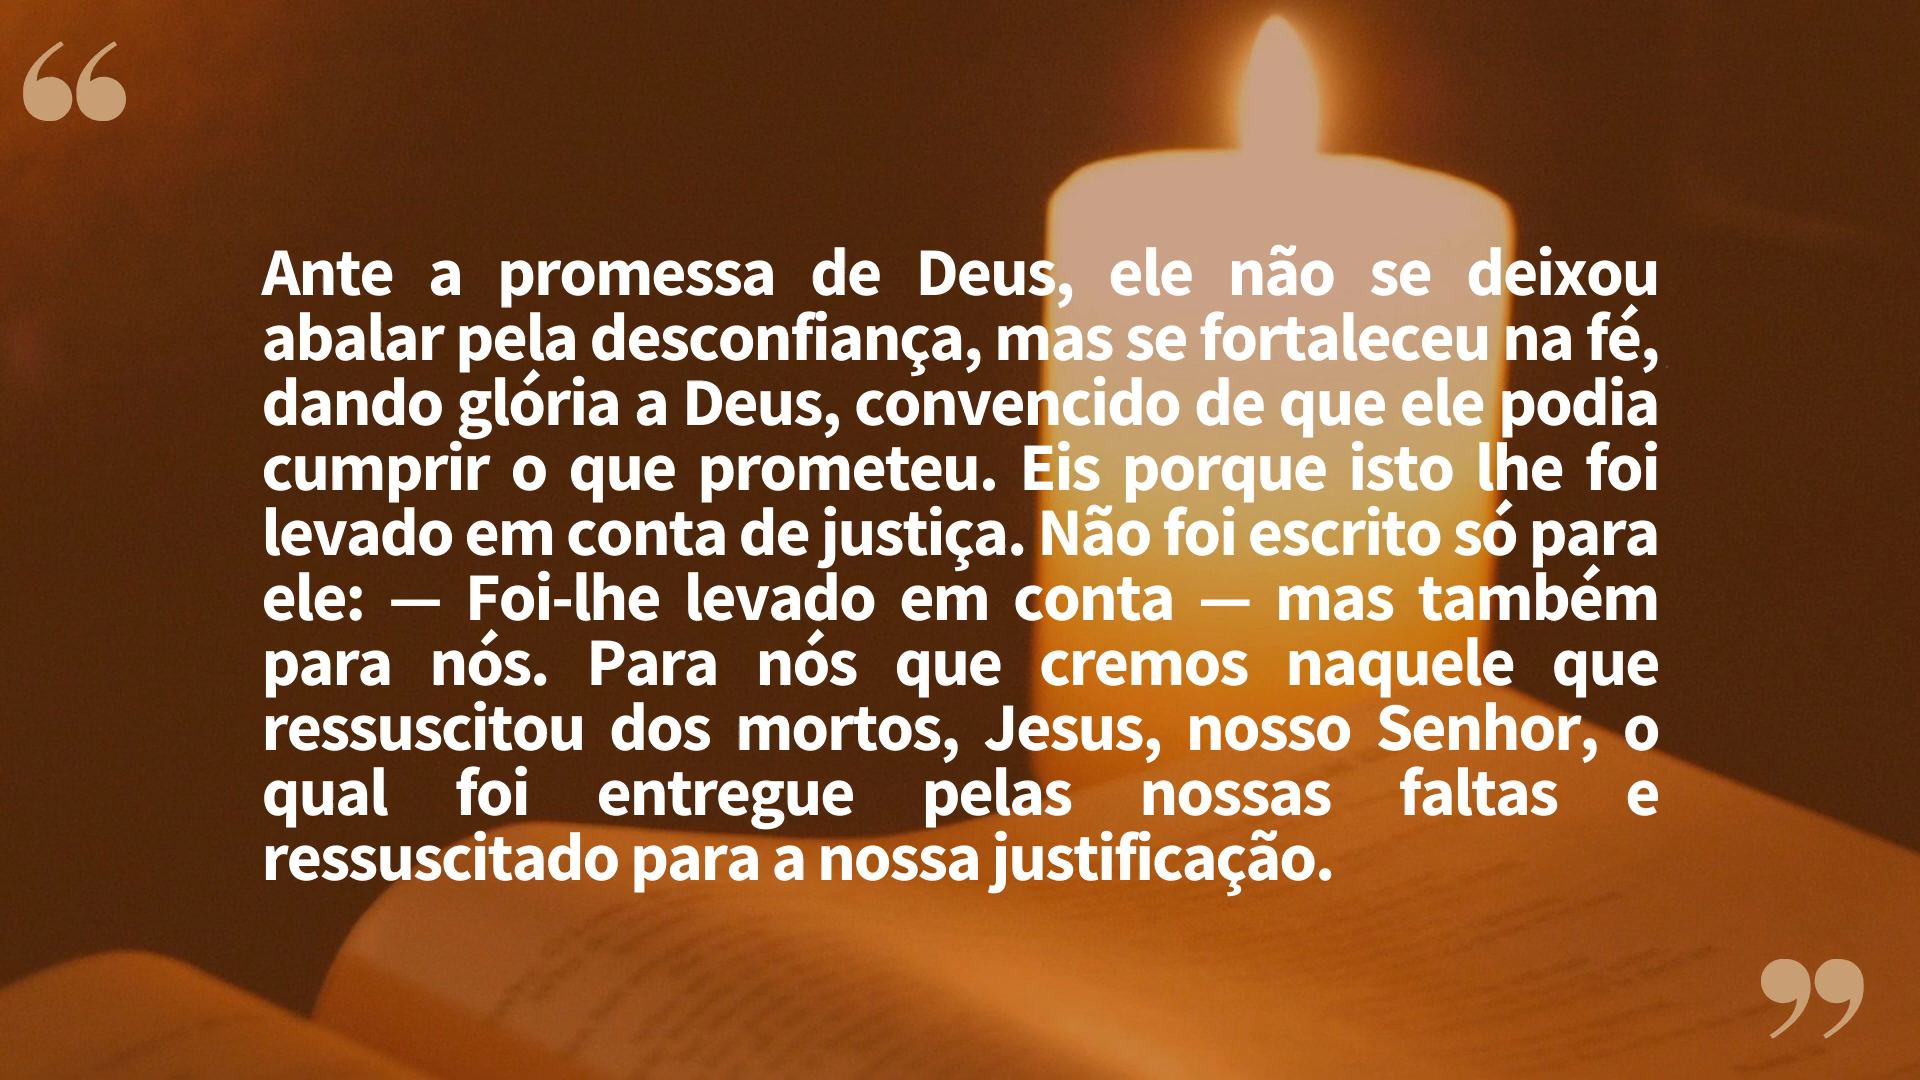 “
Ante a promessa de Deus, ele não se deixou
abalar pela desconfiança, mas se fortaleceu na fé,
dando glória a Deus, convencido de que ele podia
cumprir o que prometeu. Eis porque isto lhe foi
levado em conta de justiça. Não foi escrito só para
ele: — Foi-lhe levado em conta — mas também
para nós. Para nós que cremos naquele que
ressuscitou dos mortos, Jesus, nosso Senhor, o
qual foi entregue pelas nossas faltas e
ressuscitado para a nossa justificação.
”